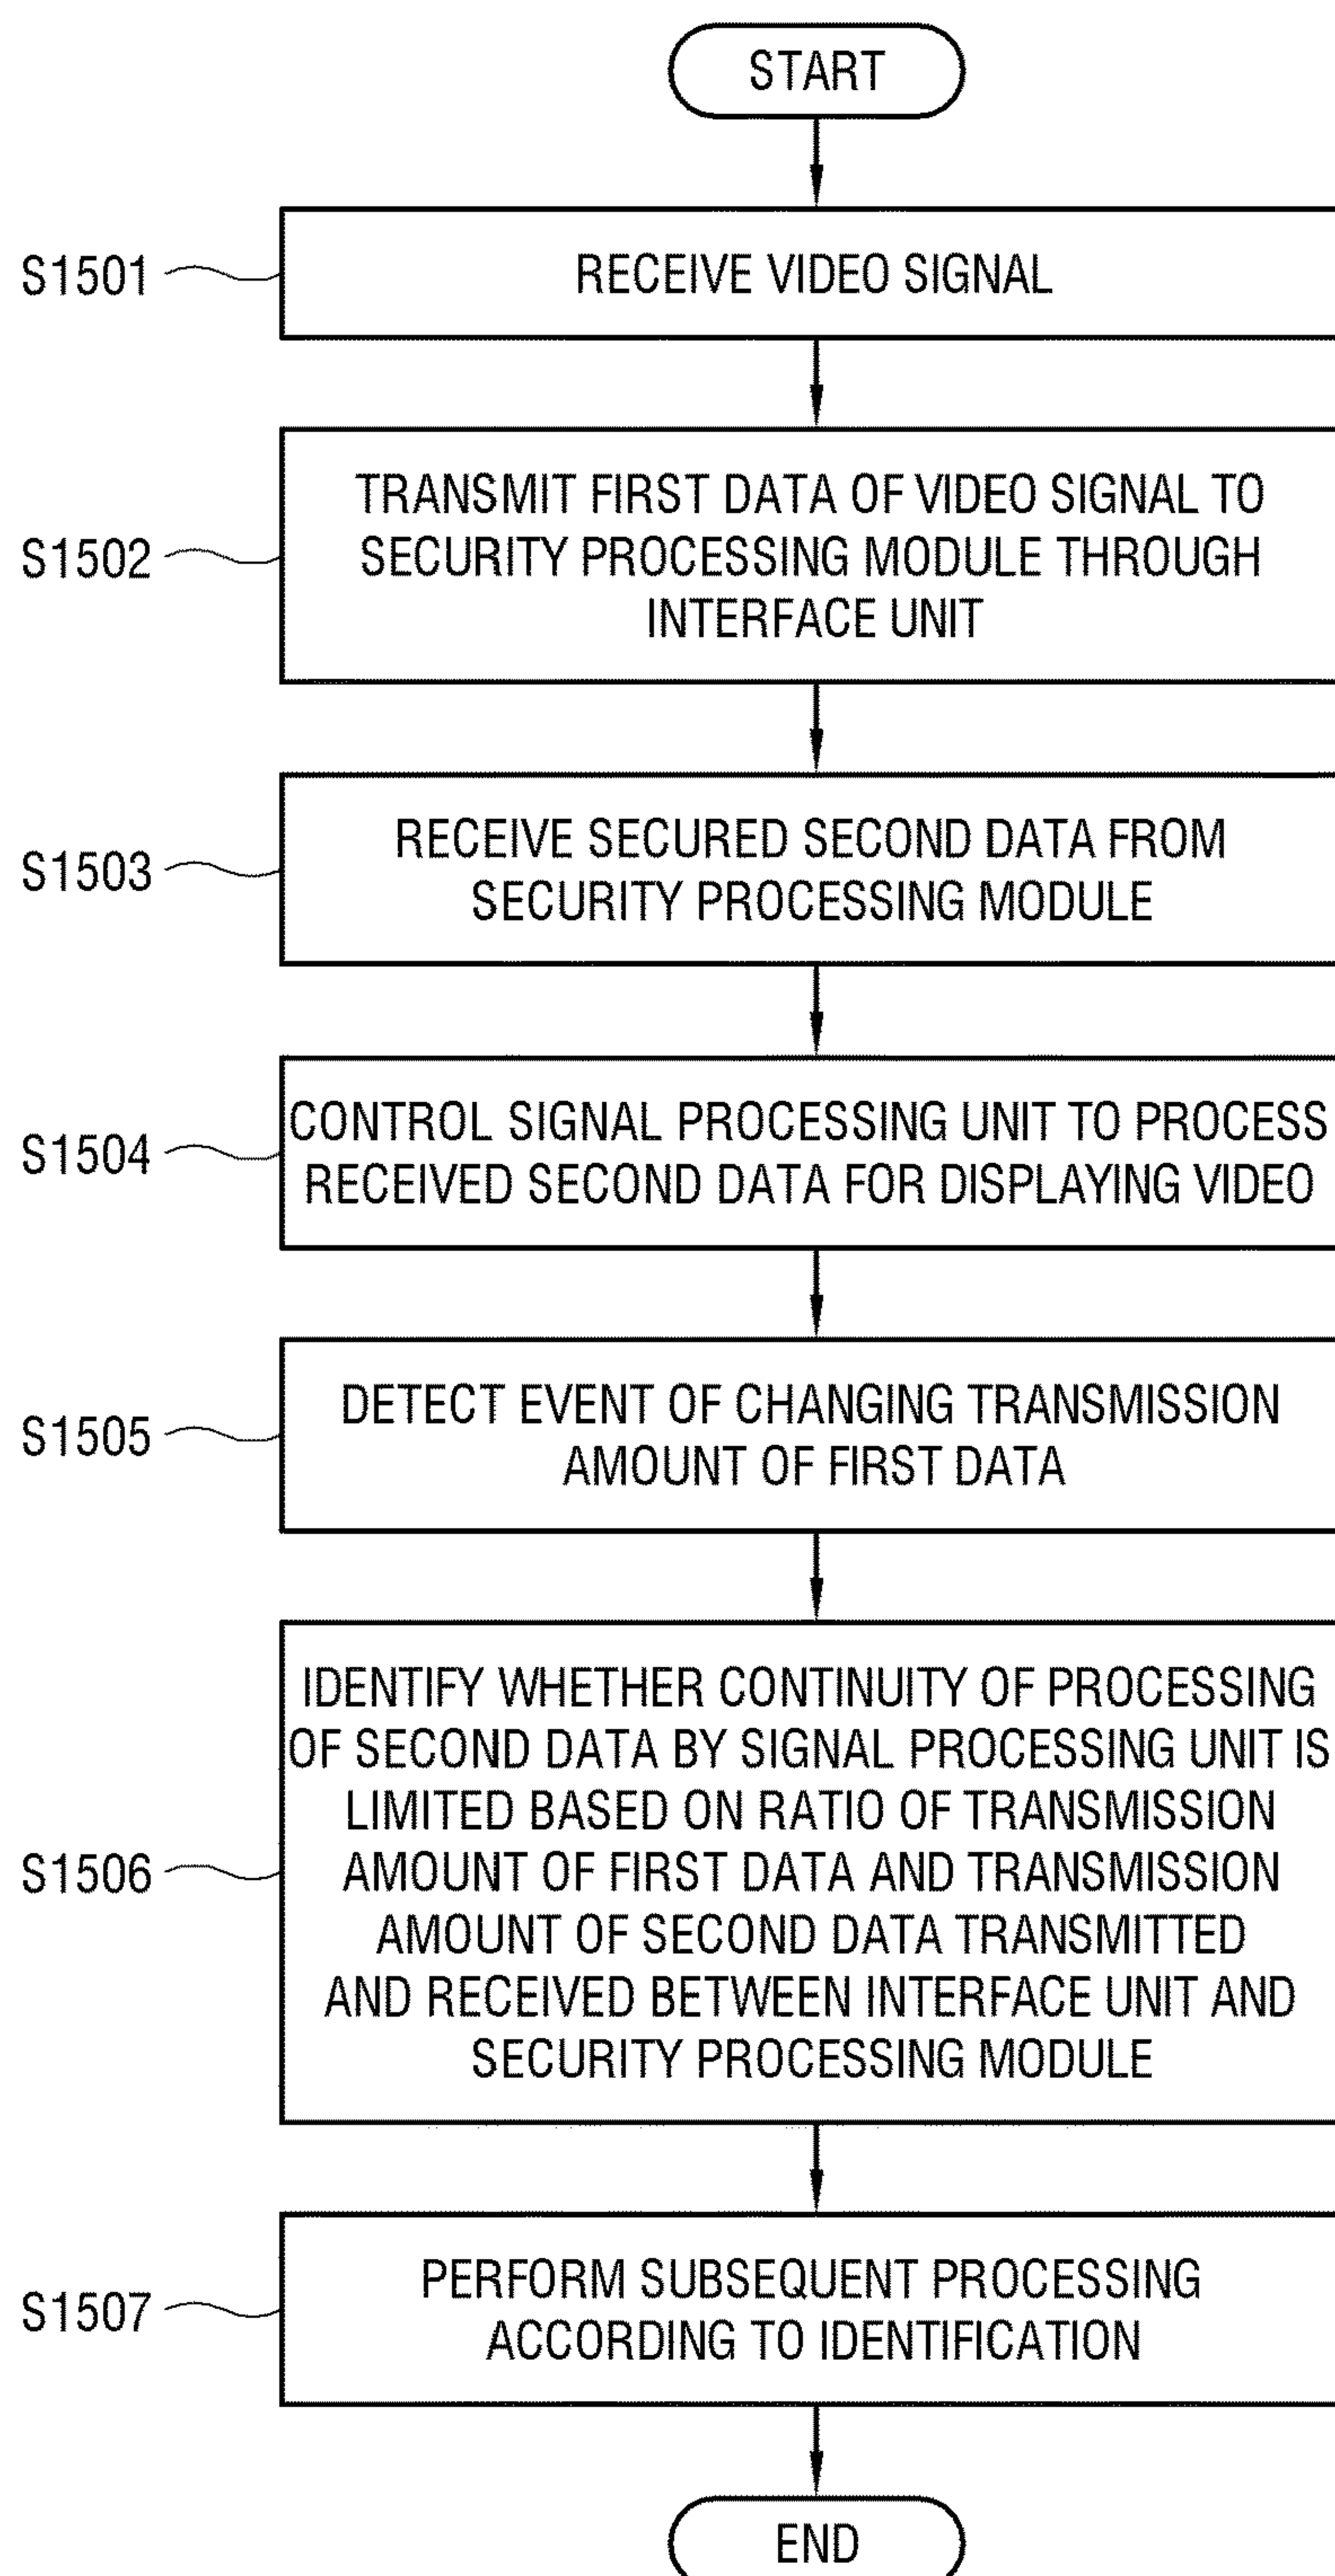 START
S1501
RECEIVE VIDEO SIGNAL
S1502
TRANSMIT FIRST DATA OF VIDEO SIGNAL TO
SECURITY PROCESSING MODULE THROUGH
INTERFACE UNIT
S1503
RECEIVE SECURED SECOND DATA FROM
SECURITY PROCESSING MODULE
S1504
CONTROL SIGNAL PROCESSING UNIT TO PROCESS
RECEIVED SECOND DATA FOR DISPLAYING VIDEO
S1505
DETECT EVENT OF CHANGING TRANSMISSION
AMOUNT OF FIRST DATA
S1506
IDENTIFY WHETHER CONTINUITY OF PROCESSING
OF SECOND DATA BY SIGNAL PROCESSING UNIT IS
LIMITED BASED ON RATIO OF TRANSMISSION
AMOUNT OF FIRST DATA AND TRANSMISSION
AMOUNT OF SECOND DATA TRANSMITTED
AND RECEIVED BETWEEN INTERFACE UNIT AND
SECURITY PROCESSING MODULE
S1507
PERFORM SUBSEQUENT PROCESSING
ACCORDING TO IDENTIFICATION
END